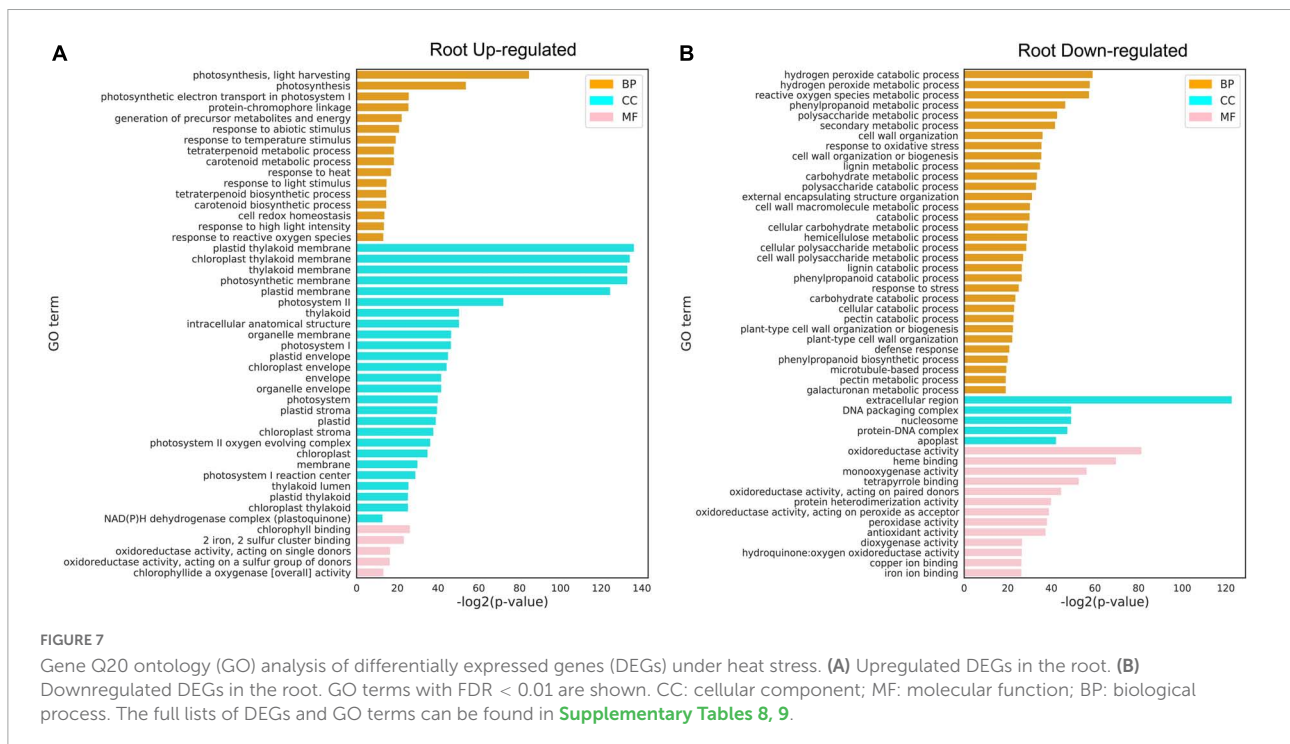 A
Root Up-regulated
GO term
photosynthesis, light harvesting
photosynthesis
photosynthetic electron transport in photosystem I
protein-chromophore linkage
generation of precursor metabolites and energy
response to abiotic stimulus
response to temperature stimulus
tetraterpenoid metabolic process
carotenoid metabolic process
response to heat
response to light stimulus
tetraterpenoid biosynthetic process
carotenoid biosynthetic process
cell redox homeostasis
response to high light intensity
response to reactive oxygen species
plastid thylakoid membrane
chloroplast thylakoid membrane
thylakoid membrane
photosynthetic membrane
plastid membrane
photosystem II
thylakoid
intracellular anatomical structure
organelle membrane
photosystem I
plastid envelope
chloroplast envelope
envelope
organelle envelope
photosystem
plastid stroma
plastid
chloroplast stroma
photosystem II oxygen evolving complex
chloroplast
membrane
photosystem I reaction center
thylakoid lumen
plastid thylakoid
chloroplast thylakoid
NAD(P)H dehydrogenase complex (plastoquinone)
chlorophyll binding
2 iron, 2 sulfur cluster binding
oxidoreductase activity, acting on single donors
oxidoreductase activity, acting on a sulfur group of donors
chlorophyllide a oxygenase [overall] activity
BP
CC
MF
0 20 40 60 80 100 120 140
-log2(p-value)
B
Root Down-regulated
GO term
hydrogen peroxide catabolic process
hydrogen peroxide metabolic process
reactive oxygen species metabolic process
phenylpropanoid metabolic process
polysaccharide metabolic process
secondary metabolic process
cell wall organization
response to oxidative stress
cell wall organization or biogenesis
lignin metabolic process
carbohydrate metabolic process
polysaccharide catabolic process
external encapsulating structure organization
cell wall macromolecule metabolic process
catabolic process
cellular carbohydrate metabolic process
hemicellulose metabolic process
cellular polysaccharide metabolic process
cell wall polysaccharide metabolic process
lignin catabolic process
phenylpropanoid catabolic process
response to stress
carbohydrate catabolic process
cellular catabolic process
pectin catabolic process
plant-type cell wall organization or biogenesis
plant-type cell wall organization
defense response
phenylpropanoid biosynthetic process
microtubule-based process
pectin metabolic process
galacturonan metabolic process
extracellular region
DNA packaging complex
nucleosome
protein-DNA complex
apoplast
oxidoreductase activity
heme binding
monooxygenase activity
tetrapyrrole binding
oxidoreductase activity, acting on paired donors
protein heterodimerization activity
oxidoreductase activity, acting on peroxide as acceptor
peroxidase activity
antioxidant activity
dioxygenase activity
hydroquinone:oxygen oxidoreductase activity
copper ion binding
iron ion binding
BP
CC
MF
0 20 40 60 80 100 120
-log2(p-value)
FIGURE 7
Gene Q20 ontology (GO) analysis of differentially expressed genes (DEGs) under heat stress. (A) Upregulated DEGs in the root. (B)
Downregulated DEGs in the root. GO terms with FDR < 0.01 are shown. CC: cellular component; MF: molecular function; BP: biological
process. The full lists of DEGs and GO terms can be found in Supplementary Tables 8, 9.